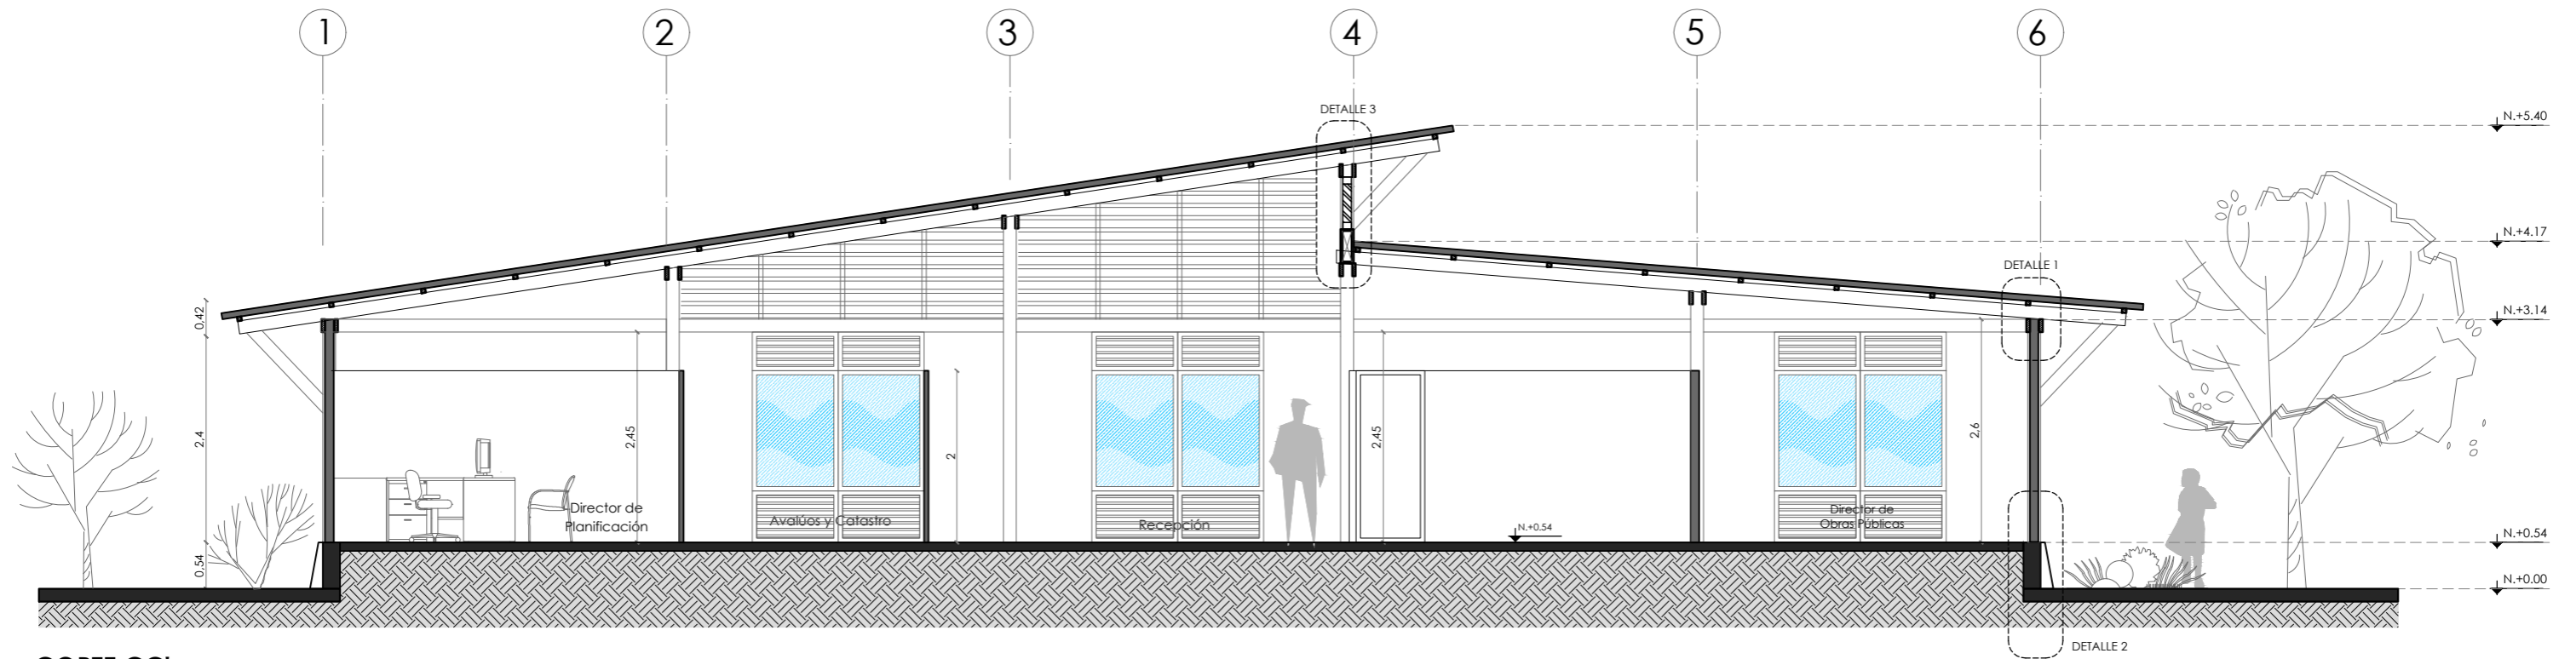 1 2 3 4 5 6
DETALLE 3
N.+5.40
N.+4.17
DETALLE 1
N.+3.14
0,42
2,4
0,54
2,45
2
2,45
2,6
Director de
Planificación
Avalúos y Catastro
Recepción
N.+0.54
Director de
Obras Públicas
N.+0.54
N.+0.00
DETALLE 2